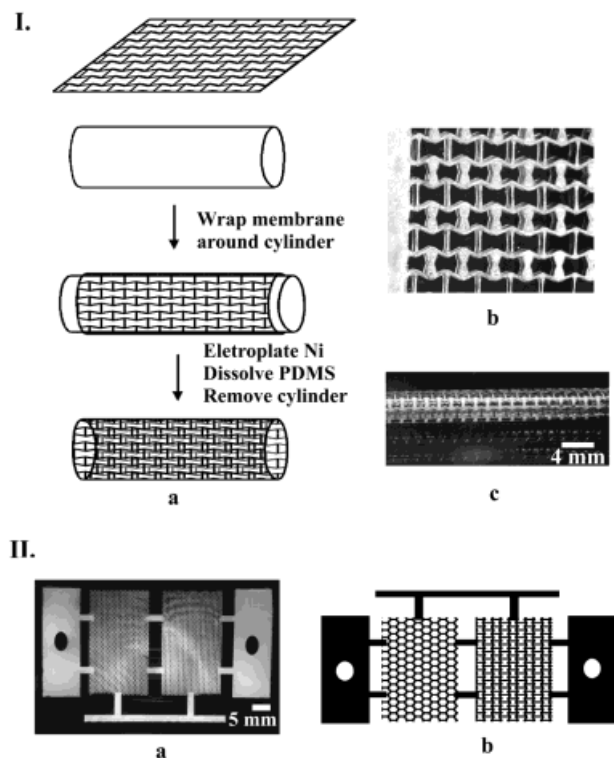 I.
Wrap membrane
around cylinder
Eletroplate Ni
Dissolve PDMS
Remove cylinder
a
b
4 mm
c
II.
5 mm
a
b